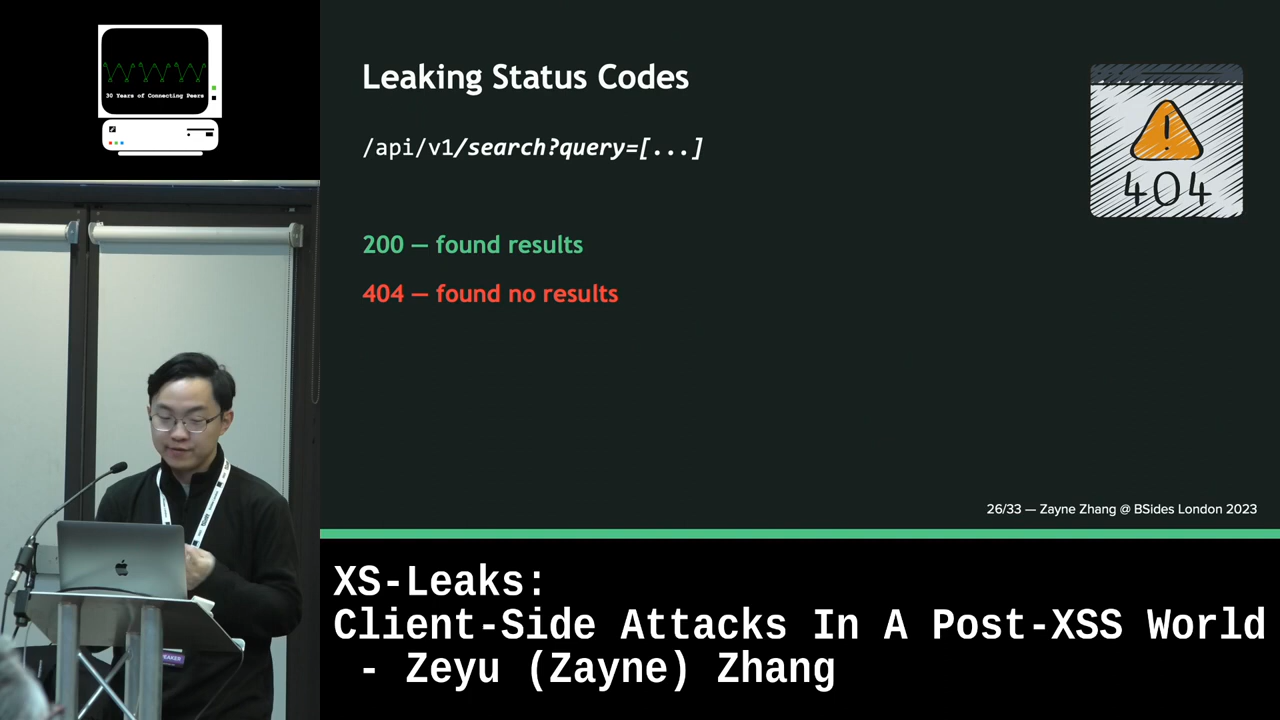 30 Years of Connecting Pears
Leaking Status Codes
/api/v1/search?query=[...]
404
200 — found results
404 — found no results
26/33 — Zayne Zhang @ BSides London 2023
XS-Leaks:
Client-Side Attacks In A Post-XSS World
- Zeyu (Zayne) Zhang